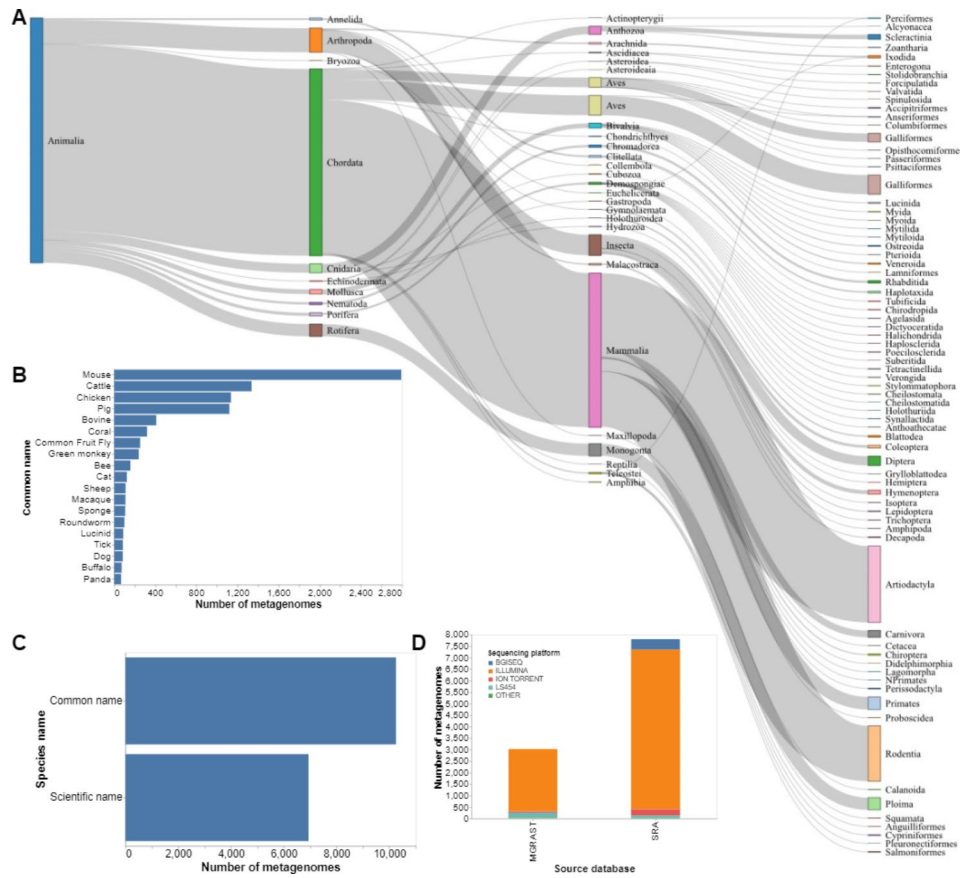 A
Animalia
Annelida
Arthropoda
Bryozoa
Chordata
Cnidaria
Echinodermata
Mollusca
Nematoda
Porifera
Rotifera
Actinopterygii
Anthozoa
Arachnida
Ascidiacea
Asteroidea
Asteroideaia
Aves
Aves
Bivalvia
Chondrichthyes
Chromadorea
Clitellata
Collembola
Cubozoa
Demospongiae
Euchelicerata
Gastropoda
Gymnolaemata
Holothuroidea
Hydrozoa
Insecta
Malacostraca
Mammalia
Maxillopoda
Monogonta
Reptilia
Teleostei
Amphibia
Perciformes
Alcyonacea
Scleractinia
Zoantharia
Ixodida
Enterogona
Stolidobranchia
Forcipulatida
Valvatida
Spinulosida
Accipitriformes
Anseriformes
Columbiformes
Galliformes
Opisthocomiforme
Passeriformes
Psittaciformes
Galliformes
Lucinida
Myida
Myoida
Mytilida
Mytiloida
Ostreoida
Pterioida
Veneroida
Lamniformes
Rhabditida
Haplotaxida
Tubificida
Chirodropida
Agelasida
Dictyoceratida
Halichondrida
Haplosclerida
Poecilosclerida
Suberitida
Tetractinellida
Verongida
Stylommatophora
Cheilostomata
Cheilostomatida
Holothuriida
Synallactida
Anthoathecatae
Blattodea
Coleoptera
Diptera
Grylloblattodea
Hemiptera
Hymenoptera
Isoptera
Lepidoptera
Trichoptera
Amphipoda
Decapoda
Artiodactyla
Carnivora
Cetacea
Chiroptera
Didelphimorphia
Lagomorpha
NPrimates
Perissodactyla
Primates
Proboscidea
Rodentia
Calanoida
Ploima
Squamata
Anguilliformes
Cypriniformes
Pleuronectiformes
Salmoniformes
B
Common name
Mouse
Cattle
Chicken
Pig
Bovine
Coral
Common Fruit Fly
Green monkey
Bee
Cat
Sheep
Macaque
Sponge
Roundworm
Lucinid
Tick
Dog
Buffalo
Panda
0 400 800 1,200 1,600 2,000 2,400 2,800
Number of metagenomes
C
Species name
Common name
Scientific name
0 2,000 4,000 6,000 8,000 10,000
Number of metagenomes
D
Number of metagenomes
8,000
7,500
7,000
6,500
6,000
5,500
5,000
4,500
4,000
3,500
3,000
2,500
2,000
1,500
1,000
500
0
Sequencing platform
BGISEQ
ILLUMINA
ION TORRENT
LS454
OTHER
MGRAST
SRA
Source database